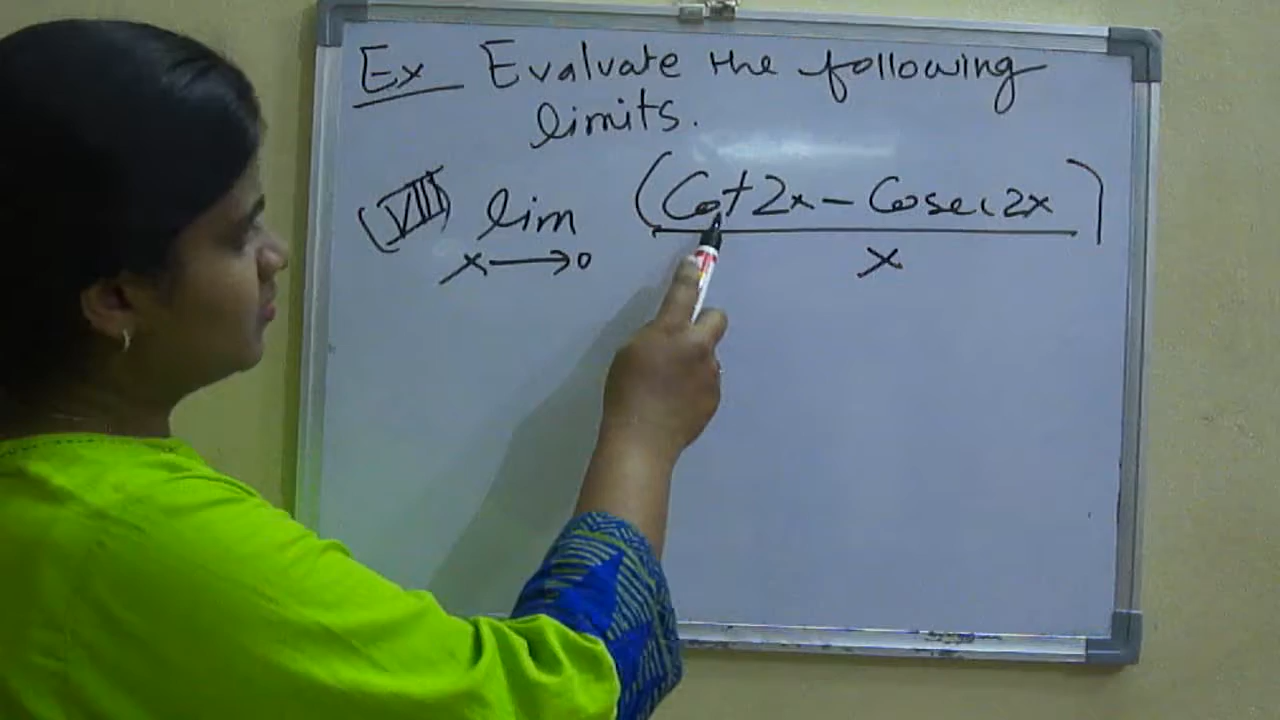 Ex Evaluate the following
limits.
(VIII) lim (Cot2x - Cosec2x)
x→0 x